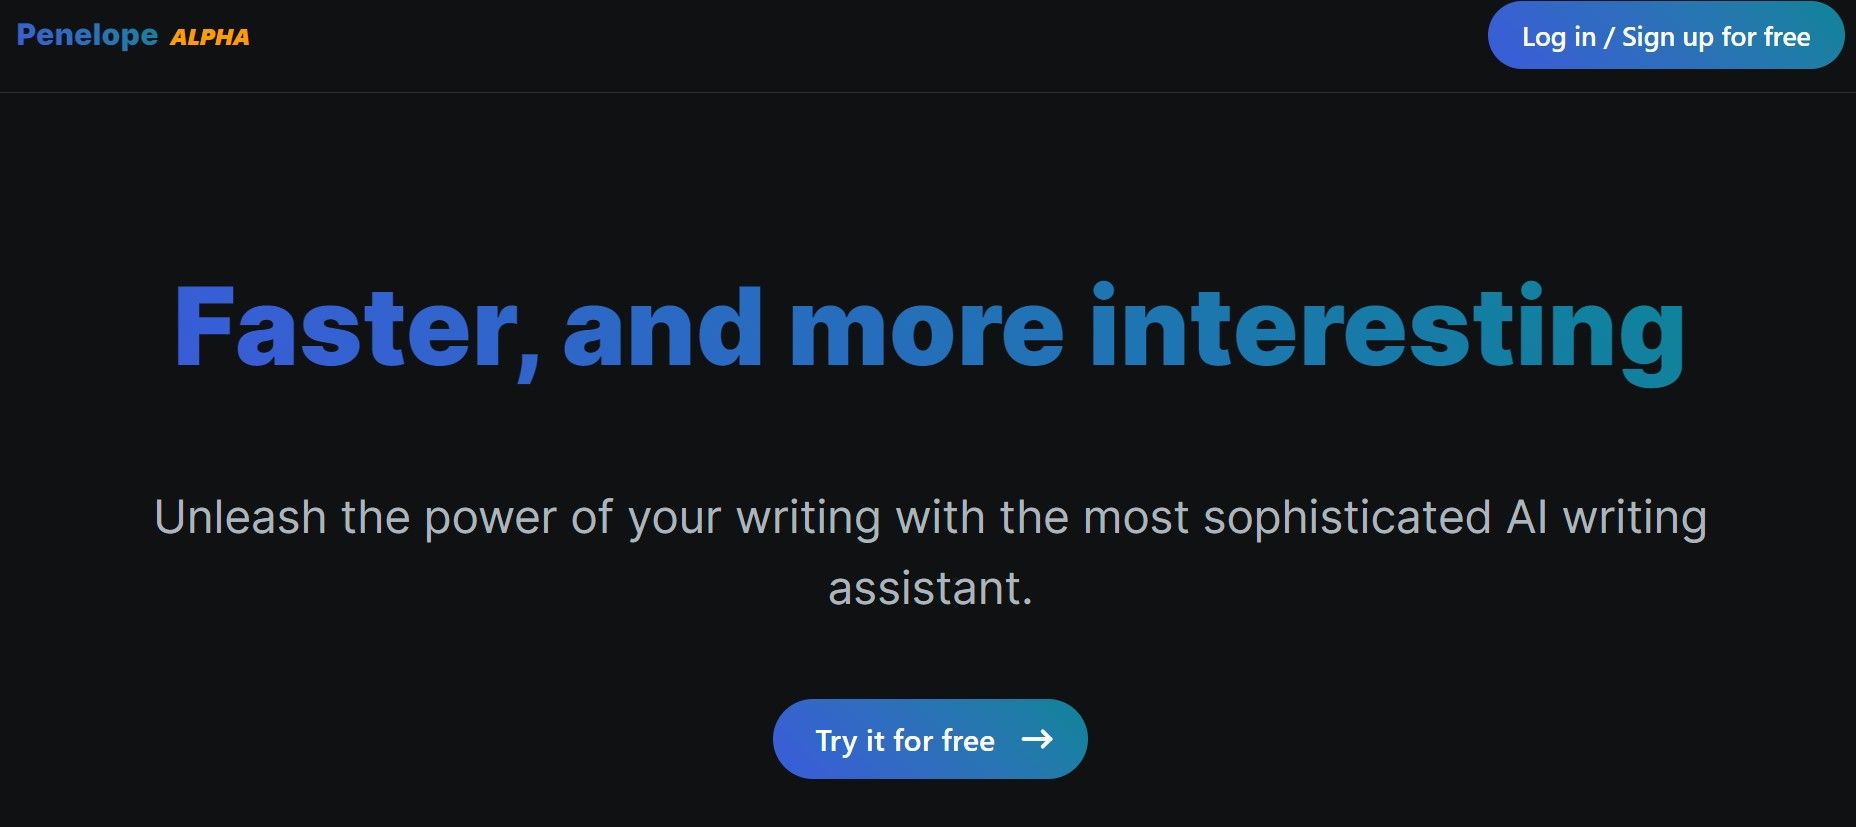 Penelope ALPHA
Log in / Sign up for free
Faster, and more interesting
Unleash the power of your writing with the most sophisticated AI writing
assistant.
Try it for free →